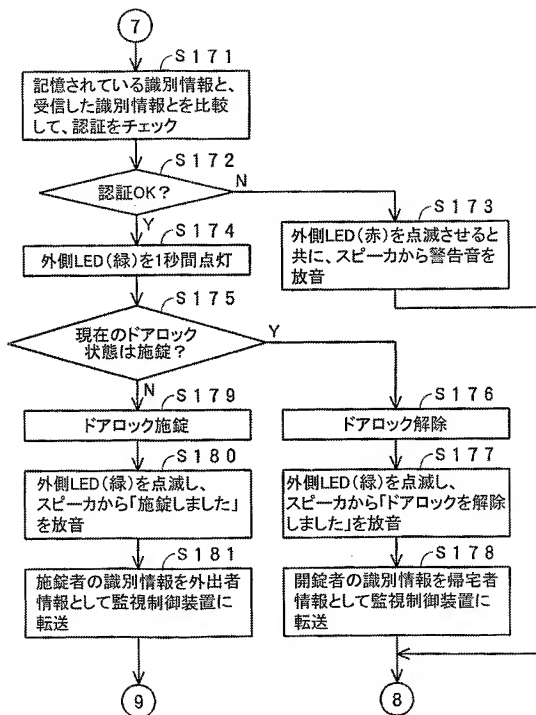 7
S171
記憶されている識別情報と、
受信した識別情報とを比較
して、認証をチェック
S172
認証OK?
N
Y
S173
外側LED(赤)を点滅させると
共に、スピーカから警告音を
放音
S174
外側LED(緑)を1秒間点灯
S175
現在のドアロック
状態は施錠?
Y
N
S179
ドアロック施錠
S176
ドアロック解除
S180
外側LED(緑)を点滅し、
スピーカから「施錠しました」
を放音
S177
外側LED(緑)を点滅し、
スピーカから「ドアロックを解除
しました」を放音
S181
施錠者の識別情報を外出者
情報として監視制御装置に
転送
S178
開錠者の識別情報を帰宅者
情報として監視制御装置に
転送
9
8